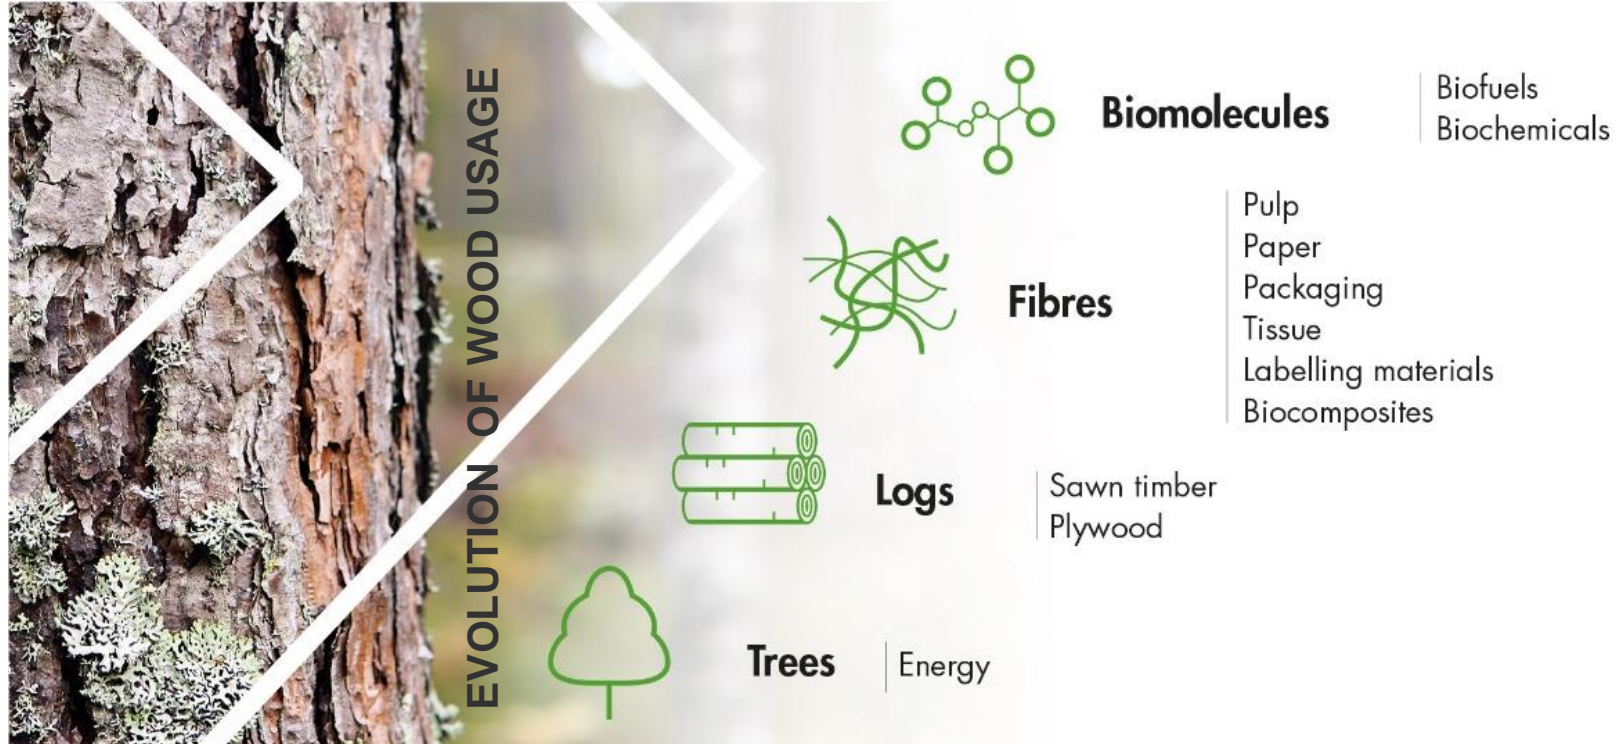 EVOLUTION OF WOOD USAGE
Biomolecules
Biofuels
Biochemicals
Fibres
Pulp
Paper
Packaging
Tissue
Labelling materials
Biocomposites
Logs
Sawn timber
Plywood
Trees
Energy